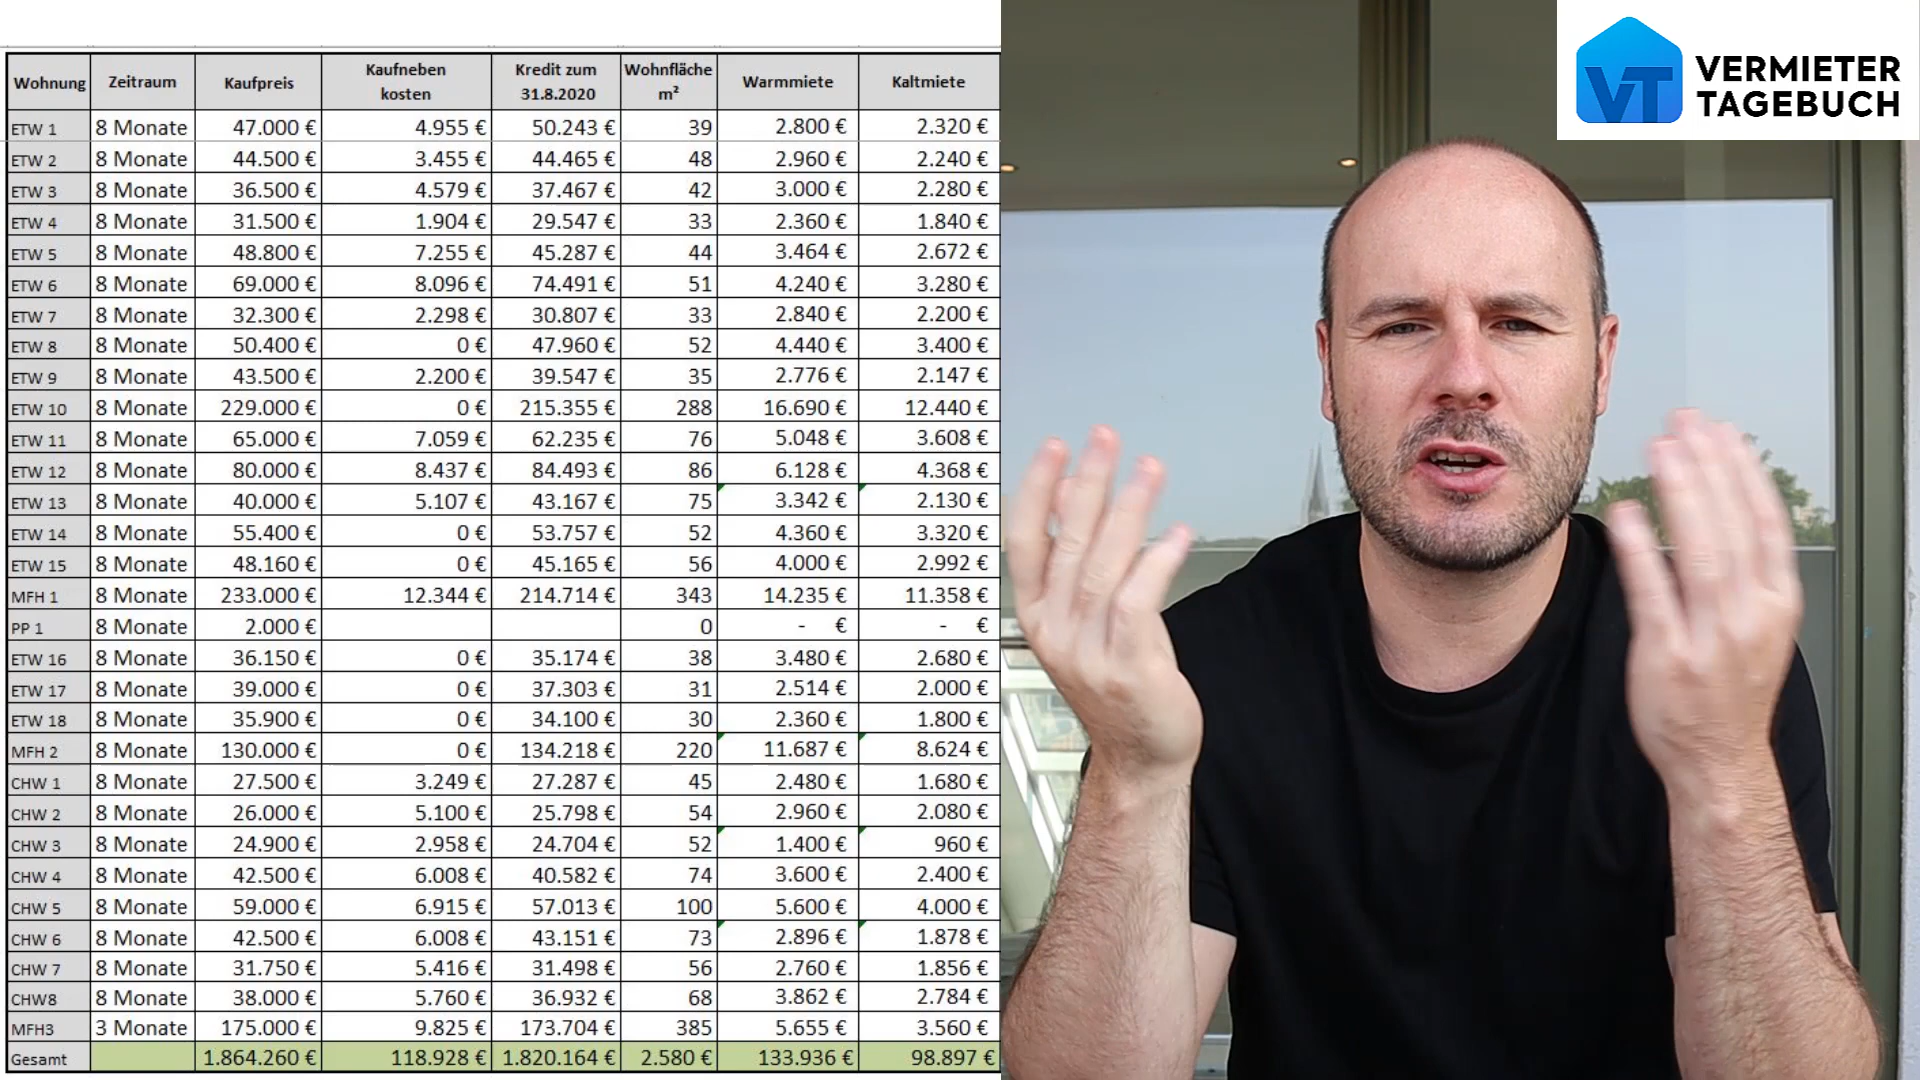 VERMIETER
TAGEBUCH
VT
Wohnung Zeitraum Kaufpreis Kaufneben kosten Kredit zum 31.8.2020 Wohnfläche m² Warmmiete Kaltmiete
ETW 1 8 Monate 47.000 € 4.955 € 50.243 € 39 2.800 € 2.320 €
ETW 2 8 Monate 44.500 € 3.455 € 44.465 € 48 2.960 € 2.240 €
ETW 3 8 Monate 36.500 € 4.579 € 37.467 € 42 3.000 € 2.280 €
ETW 4 8 Monate 31.500 € 1.904 € 29.547 € 33 2.360 € 1.840 €
ETW 5 8 Monate 48.800 € 7.255 € 45.287 € 44 3.464 € 2.672 €
ETW 6 8 Monate 69.000 € 8.096 € 74.491 € 51 4.240 € 3.280 €
ETW 7 8 Monate 32.300 € 2.298 € 30.807 € 33 2.840 € 2.200 €
ETW 8 8 Monate 50.400 € 0 € 47.960 € 52 4.440 € 3.400 €
ETW 9 8 Monate 43.500 € 2.200 € 39.547 € 35 2.776 € 2.147 €
ETW 10 8 Monate 229.000 € 0 € 215.355 € 288 16.690 € 12.440 €
ETW 11 8 Monate 65.000 € 7.059 € 62.235 € 76 5.048 € 3.608 €
ETW 12 8 Monate 80.000 € 8.437 € 84.493 € 86 6.128 € 4.368 €
ETW 13 8 Monate 40.000 € 5.107 € 43.167 € 75 3.342 € 2.130 €
ETW 14 8 Monate 55.400 € 0 € 53.757 € 52 4.360 € 3.320 €
ETW 15 8 Monate 48.160 € 0 € 45.165 € 56 4.000 € 2.992 €
MFH 1 8 Monate 233.000 € 12.344 € 214.714 € 343 14.235 € 11.358 €
PP 1 8 Monate 2.000 € 0 - € - €
ETW 16 8 Monate 36.150 € 0 € 35.174 € 38 3.480 € 2.680 €
ETW 17 8 Monate 39.000 € 0 € 37.303 € 31 2.514 € 2.000 €
ETW 18 8 Monate 35.900 € 0 € 34.100 € 30 2.360 € 1.800 €
MFH 2 8 Monate 130.000 € 0 € 134.218 € 220 11.687 € 8.624 €
CHW 1 8 Monate 27.500 € 3.249 € 27.287 € 45 2.480 € 1.680 €
CHW 2 8 Monate 26.000 € 5.100 € 25.798 € 54 2.960 € 2.080 €
CHW 3 8 Monate 24.900 € 2.958 € 24.704 € 52 1.400 € 960 €
CHW 4 8 Monate 42.500 € 6.008 € 40.582 € 74 3.600 € 2.400 €
CHW 5 8 Monate 59.000 € 6.915 € 57.013 € 100 5.600 € 4.000 €
CHW 6 8 Monate 42.500 € 6.008 € 43.151 € 73 2.896 € 1.878 €
CHW 7 8 Monate 31.750 € 5.416 € 31.498 € 56 2.760 € 1.856 €
CHW8 8 Monate 38.000 € 5.760 € 36.932 € 68 3.862 € 2.784 €
MFH3 3 Monate 175.000 € 9.825 € 173.704 € 385 5.655 € 3.560 €
Gesamt 1.864.260 € 118.928 € 1.820.164 € 2.580 € 133.936 € 98.897 €